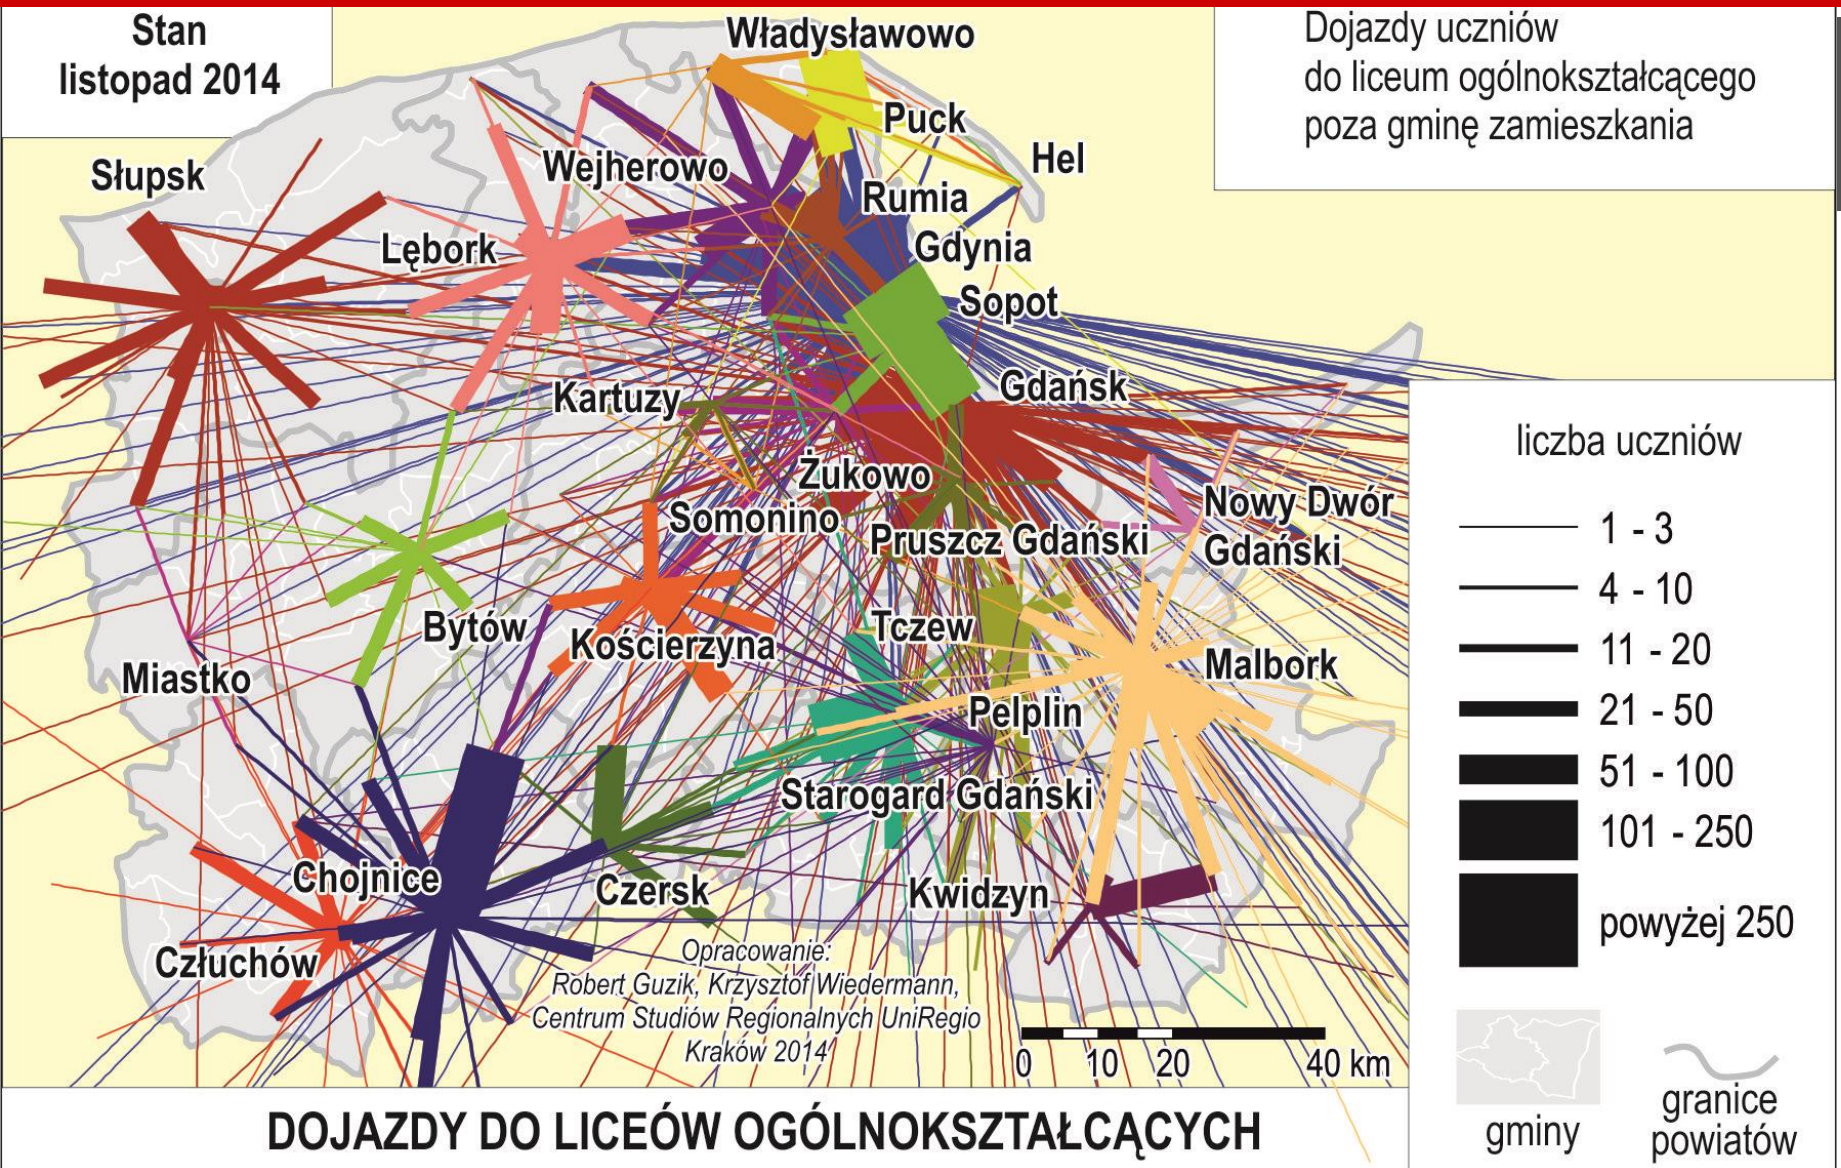 Stan
listopad 2014
Dojazdy uczniów
do liceum ogólnokształcącego
poza gminę zamieszkania
Władysławowo
Puck
Hel
Słupsk
Wejherowo
Rumia
Lębork
Gdynia
Sopot
Kartuzy
Gdańsk
Żukowo
Somonino
Pruszcz Gdański
Nowy Dwór
Gdański
Bytów
Kościerzyna
Tczew
Malbork
Miastko
Pelplin
Starogard Gdański
Chojnice
Czersk
Kwidzyn
Człuchów
liczba uczniów
1 - 3
4 - 10
11 - 20
21 - 50
51 - 100
101 - 250
powyżej 250
gminy
granice
powiatów
Opracowanie:
Robert Guzik, Krzysztof Wiedermann,
Centrum Studiów Regionalnych UniRegio
Kraków 2014
0 10 20 40 km
DOJAZDY DO LICEÓW OGÓLNOKSZTAŁCĄCYCH